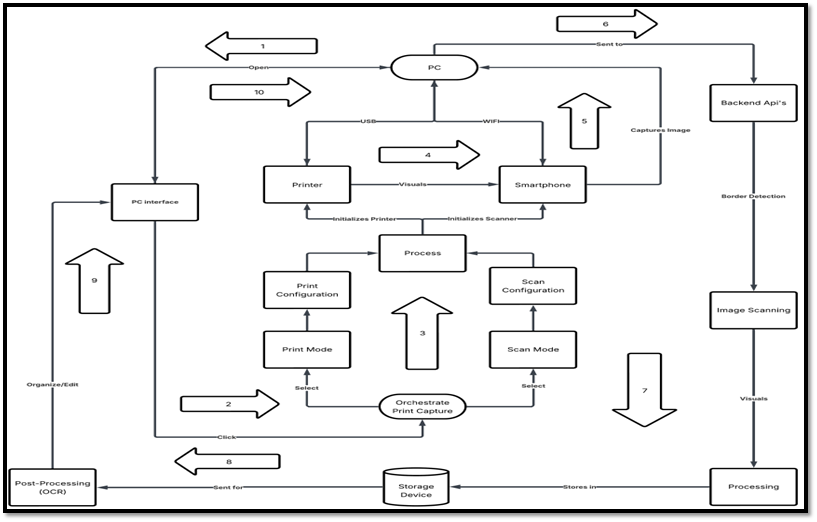 6
1
Sent to
Open
PC
10
Backend Api's
5
USB
WIFI
Captures Image
4
Printer
Visuals
Smartphone
Border Detection
PC Interface
Initializes Printer
Initializes Scanner
Process
9
Print
Configuration
Scan
Configuration
Image Scanning
3
Print Mode
Scan Mode
Organize/Edit
Select
Select
7
2
Orchestrate
Print Capture
Visuals
Click
8
Post-Processing
(OCR)
Sent for
Storage
Device
Stores in
Processing